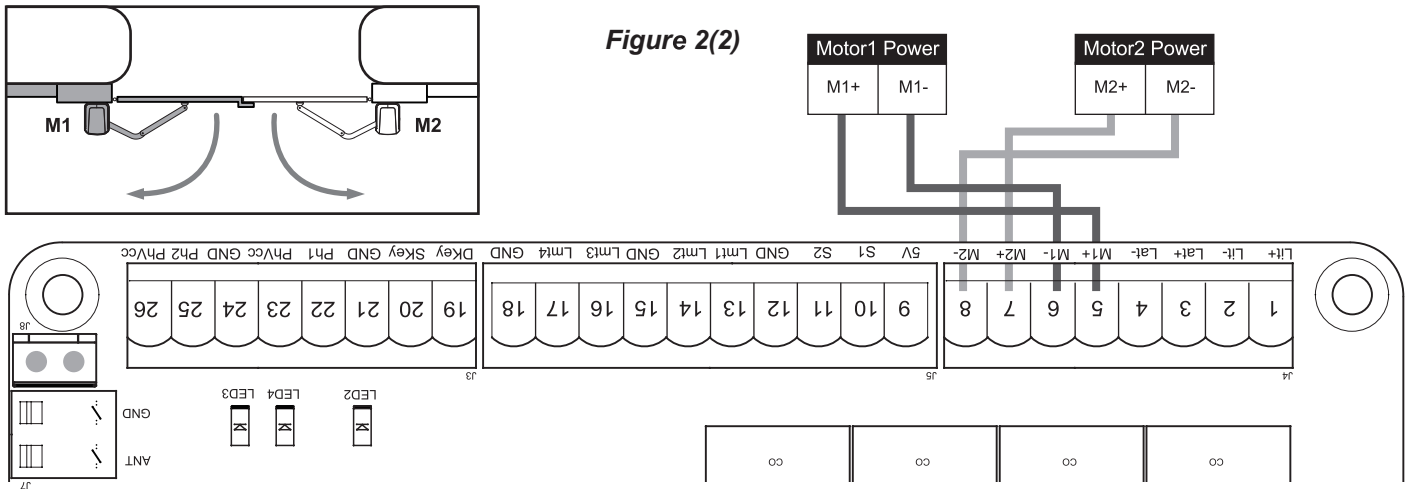 Figure 2(2)
Motor1 Power
M1+ M1-
Motor2 Power
M2+ M2-
M1 M2
PhVcc Ph2 GND PhVcc Ph1 GND SKey DKey
26 25 24 23 22 21 20 19
J3
GND Lmt4 Lmt3 GND Lmt2 Lmt1 GND S2 S1 5V
18 17 16 15 14 13 12 11 10 9
J5
M2- M2+ M1- M1+ Lat- Lat+ Lit- Lit+
8 7 6 5 4 3 2 1
J4
J8
GND
ANT
J7
LED3 LED4 LED2
CO CO CO CO